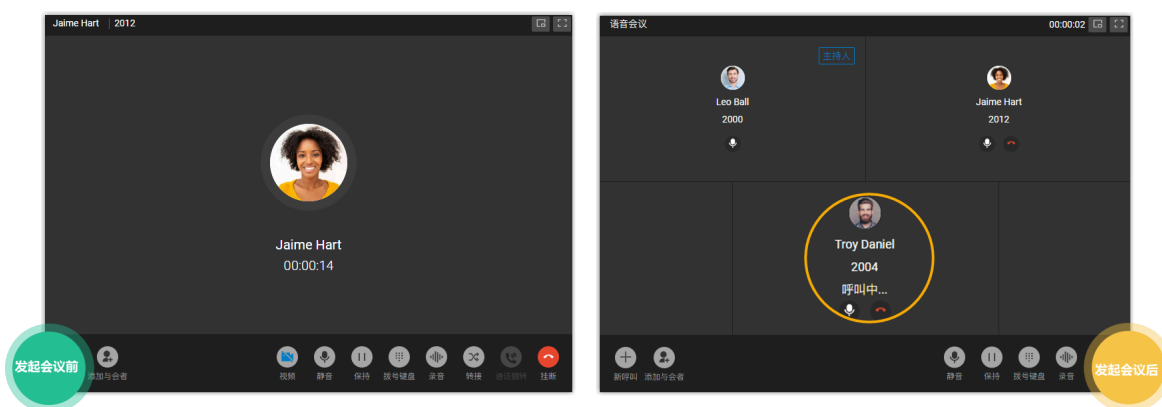 Jaime Hart | 2012
Jaime Hart
00:00:14
发起会议前
添加与会者
视频
静音
保持
拨号键盘
录音
转接
通话翻转
挂断
语音会议
00:00:02
主持人
Leo Ball
2000
Jaime Hart
2012
Troy Daniel
2004
呼叫中...
新呼叫
添加与会者
静音
保持
拨号键盘
录音
发起会议后